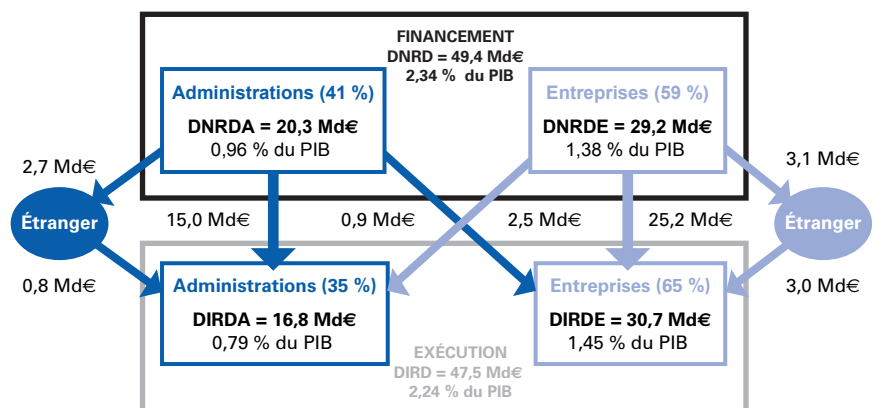 FINANCEMENT
DNRD = 49,4 Md€
2,34 % du PIB
Administrations (41 %)
DNRDA = 20,3 Md€
0,96 % du PIB
Entreprises (59 %)
DNRDE = 29,2 Md€
1,38 % du PIB
2,7 Md€
3,1 Md€
Étranger
15,0 Md€
0,9 Md€
2,5 Md€
25,2 Md€
Étranger
0,8 Md€
3,0 Md€
Administrations (35 %)
DIRDA = 16,8 Md€
0,79 % du PIB
Entreprises (65 %)
DIRDE = 30,7 Md€
1,45 % du PIB
EXÉCUTION
DIRD = 47,5 Md€
2,24 % du PIB